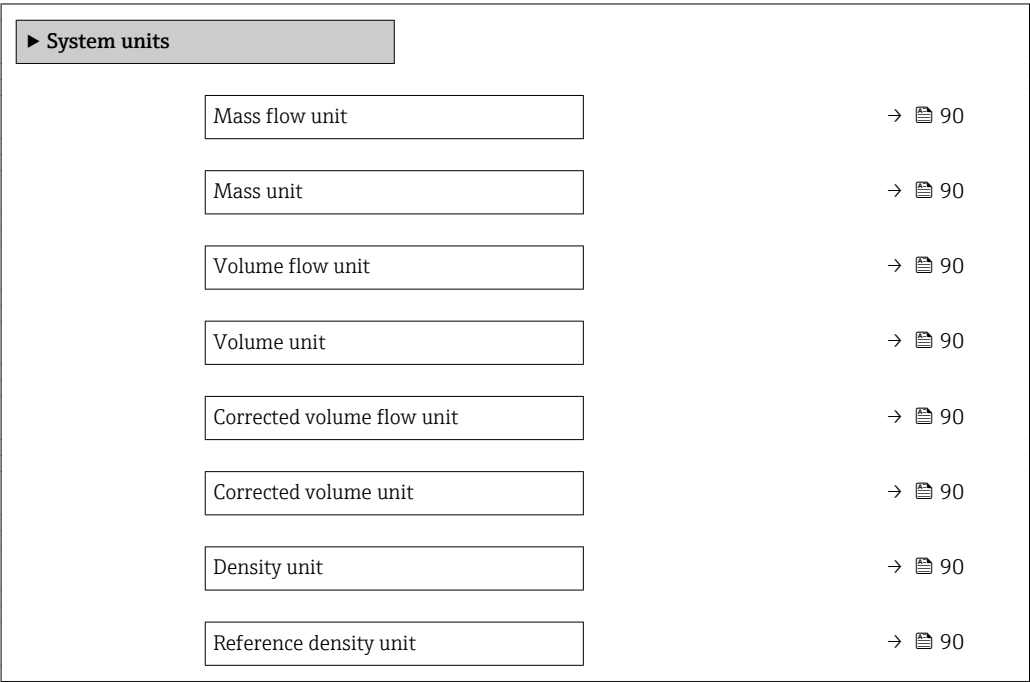 ▶ System units
Mass flow unit → 🖹 90
Mass unit → 🖹 90
Volume flow unit → 🖹 90
Volume unit → 🖹 90
Corrected volume flow unit → 🖹 90
Corrected volume unit → 🖹 90
Density unit → 🖹 90
Reference density unit → 🖹 90